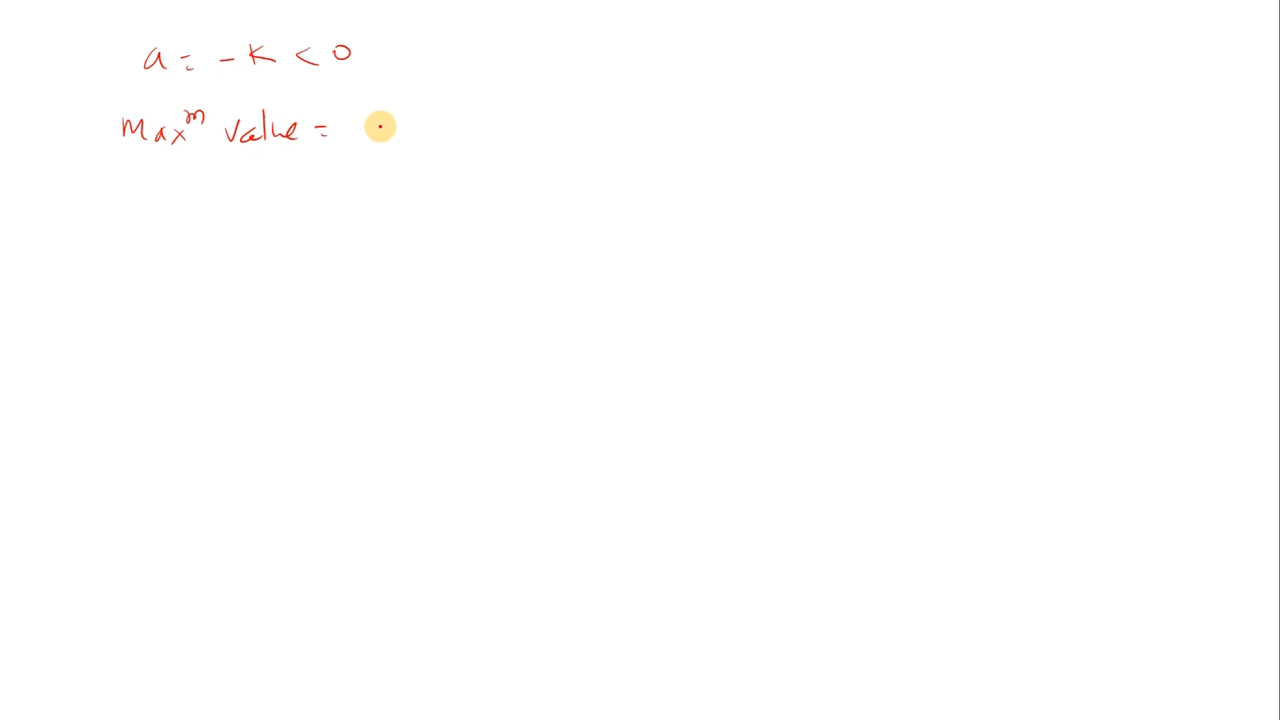 a = -K < 0
Max^m value =